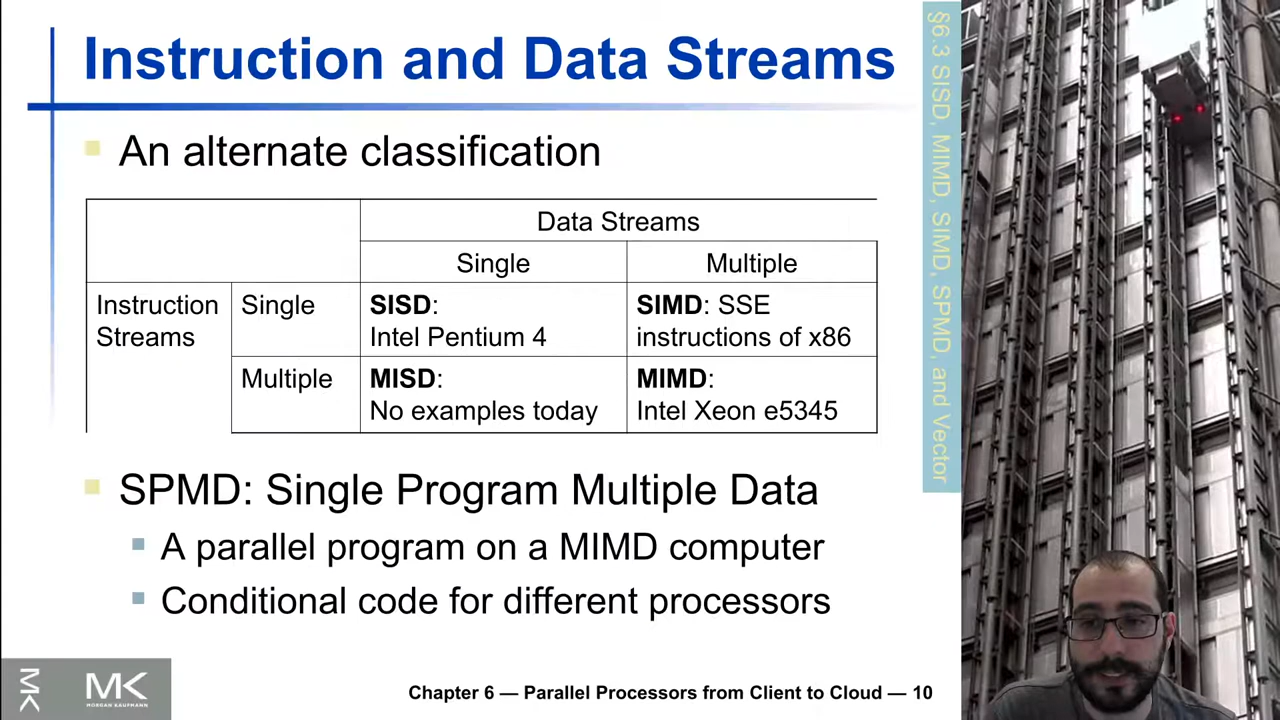 Instruction and Data Streams
§6.3 SISD, MIMD, SIMD, SPMD, and Vector
An alternate classification
Data Streams
Single
Multiple
Instruction
Streams
Single
SISD:
Intel Pentium 4
SIMD: SSE
instructions of x86
Multiple
MISD:
No examples today
MIMD:
Intel Xeon e5345
SPMD: Single Program Multiple Data
A parallel program on a MIMD computer
Conditional code for different processors
MK
MK
MORGAN KAUFMANN
Chapter 6 — Parallel Processors from Client to Cloud — 10